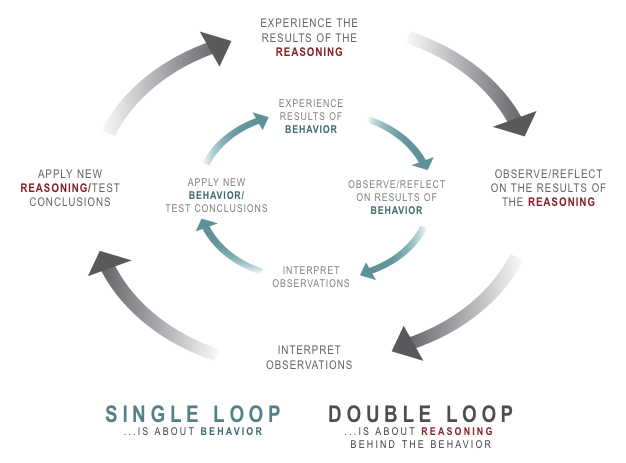 EXPERIENCE THE
RESULTS OF THE
REASONING
EXPERIENCE
RESULTS OF
BEHAVIOR
APPLY NEW
REASONING/TEST
CONCLUSIONS
APPLY NEW
BEHAVIOR/
TEST CONCLUSIONS
OBSERVE/REFLECT
ON RESULTS OF
BEHAVIOR
OBSERVE/REFLECT
ON THE RESULTS OF
THE REASONING
INTERPRET
OBSERVATIONS
INTERPRET
OBSERVATIONS
SINGLE LOOP
...IS ABOUT BEHAVIOR
DOUBLE LOOP
...IS ABOUT REASONING
BEHIND THE BEHAVIOR